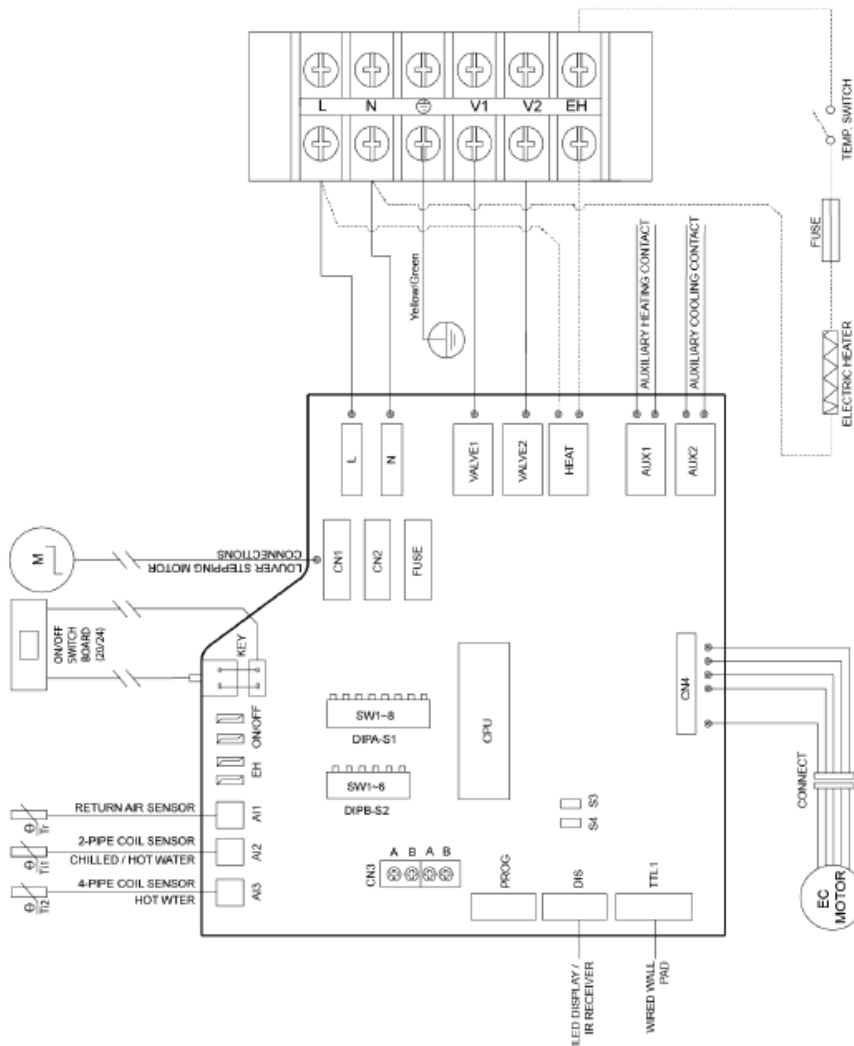 L
N
V1
V2
EH
TEMP. SWITCH
FUSE
ELECTRIC HEATER
Yellow/Green
AUXILIARY HEATING CONTACT
AUXILIARY COOLING CONTACT
L
N
VALVE1
VALVE2
HEAT
AUX1
AUX2
M
LOUVER STEPPING MOTOR
CONNECTIONS
CN1
CN2
FUSE
ON/OFF
SWITCH
BOARD
(20/24)
KEY
ON/OFF
EH
SW1~8
DIPA-S1
SW1~6
DIPB-S2
CPU
CN4
RETURN AIR SENSOR
Tr
AI1
2-PIPE COIL SENSOR
CHILLED / HOT WATER
Ti1
AI2
4-PIPE COIL SENSOR
HOT WTER
Ti2
AI3
CN3
A
B
A
B
S3
S4
PROG
DIS
TTL1
LED DISPLAY /
IR RECEIVER
WIRED WALL
PAD
CONNECT
EC
MOTOR